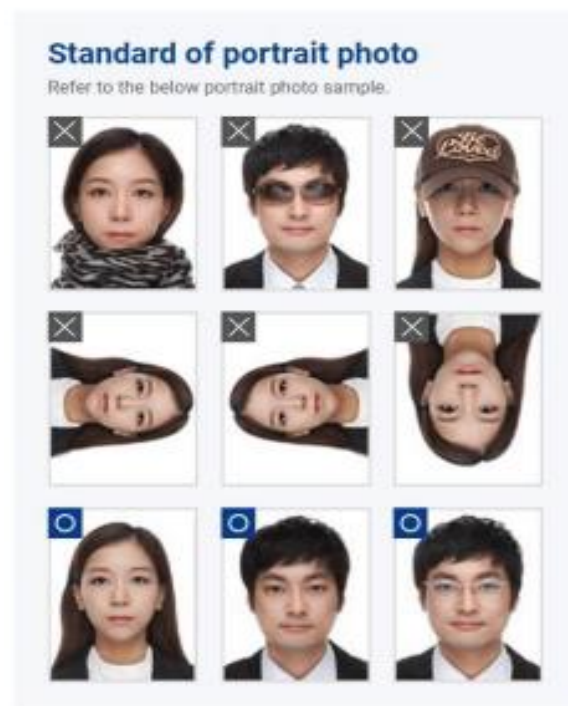 Standard of portrait photo
Refer to the below portrait photo sample.